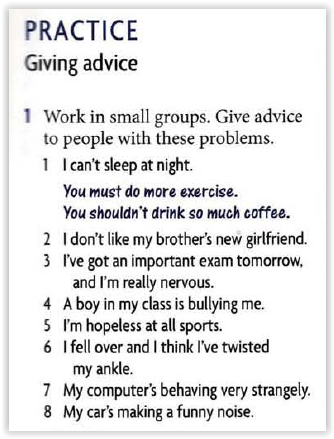 PRACTICE
Giving advice
1 Work in small groups. Give advice
to people with these problems.
1 I can't sleep at night.
You must do more exercise.
You shouldn't drink so much coffee.
2 I don't like my brother's new girlfriend.
3 I've got an important exam tomorrow,
and I'm really nervous.
4 A boy in my class is bullying me.
5 I'm hopeless at all sports.
6 I fell over and I think I've twisted
my ankle.
7 My computer's behaving very strangely.
8 My car's making a funny noise.